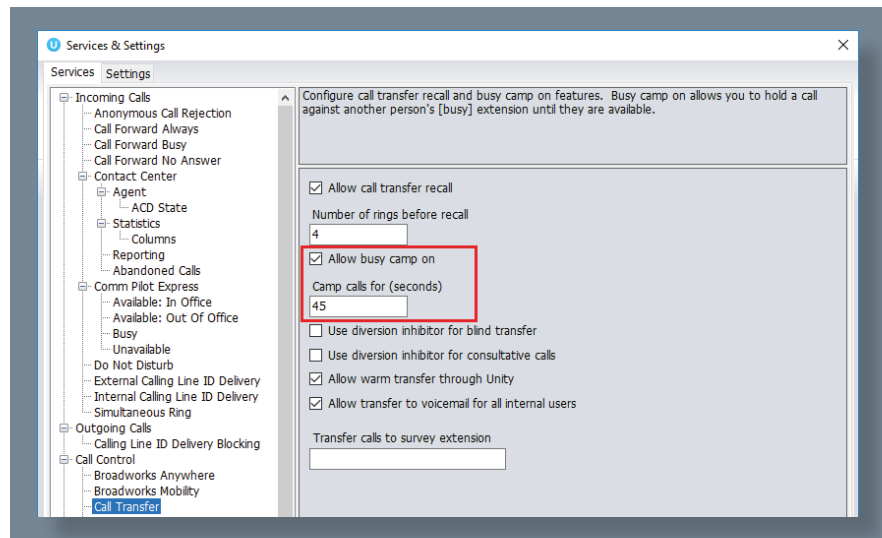 Services & Settings
Services Settings
Incoming Calls
Anonymous Call Rejection
Call Forward Always
Call Forward Busy
Call Forward No Answer
Contact Center
Agent
ACD State
Statistics
Columns
Reporting
Abandoned Calls
Comm Pilot Express
Available: In Office
Available: Out Of Office
Busy
Unavailable
Do Not Disturb
External Calling Line ID Delivery
Internal Calling Line ID Delivery
Simultaneous Ring
Outgoing Calls
Calling Line ID Delivery Blocking
Call Control
Broadworks Anywhere
Broadworks Mobility
Call Transfer
Configure call transfer recall and busy camp on features. Busy camp on allows you to hold a call
against another person's [busy] extension until they are available.
Allow call transfer recall
Number of rings before recall
4
Allow busy camp on
Camp calls for (seconds)
45
Use diversion inhibitor for blind transfer
Use diversion inhibitor for consultative calls
Allow warm transfer through Unity
Allow transfer to voicemail for all internal users
Transfer calls to survey extension